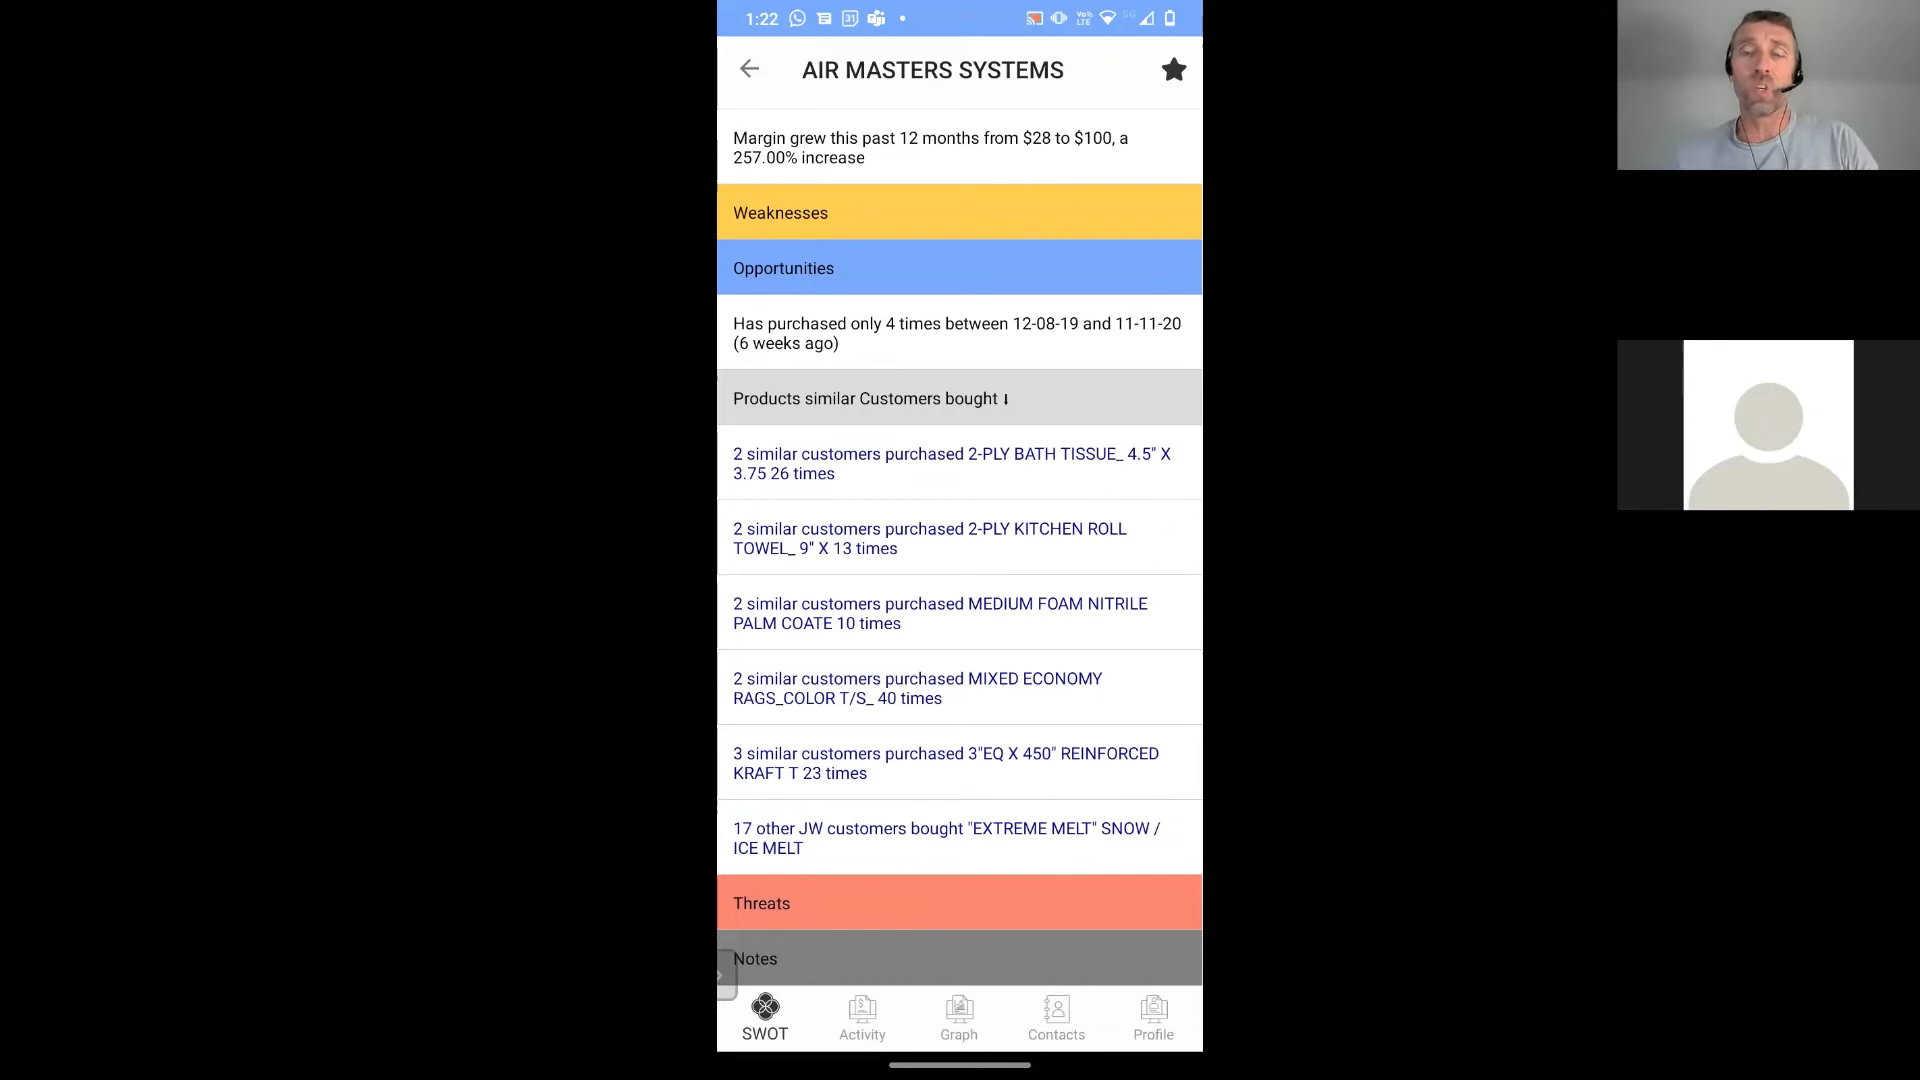 1:22
31
Vo))
LTE
5G
AIR MASTERS SYSTEMS
Margin grew this past 12 months from $28 to $100, a
257.00% increase
Weaknesses
Opportunities
Has purchased only 4 times between 12-08-19 and 11-11-20
(6 weeks ago)
Products similar Customers bought ⭣
2 similar customers purchased 2-PLY BATH TISSUE_ 4.5" X
3.75 26 times
2 similar customers purchased 2-PLY KITCHEN ROLL
TOWEL_ 9" X 13 times
2 similar customers purchased MEDIUM FOAM NITRILE
PALM COATE 10 times
2 similar customers purchased MIXED ECONOMY
RAGS_COLOR T/S_ 40 times
3 similar customers purchased 3"EQ X 450" REINFORCED
KRAFT T 23 times
17 other JW customers bought "EXTREME MELT" SNOW /
ICE MELT
Threats
Notes
SWOT
Activity
Graph
Contacts
Profile